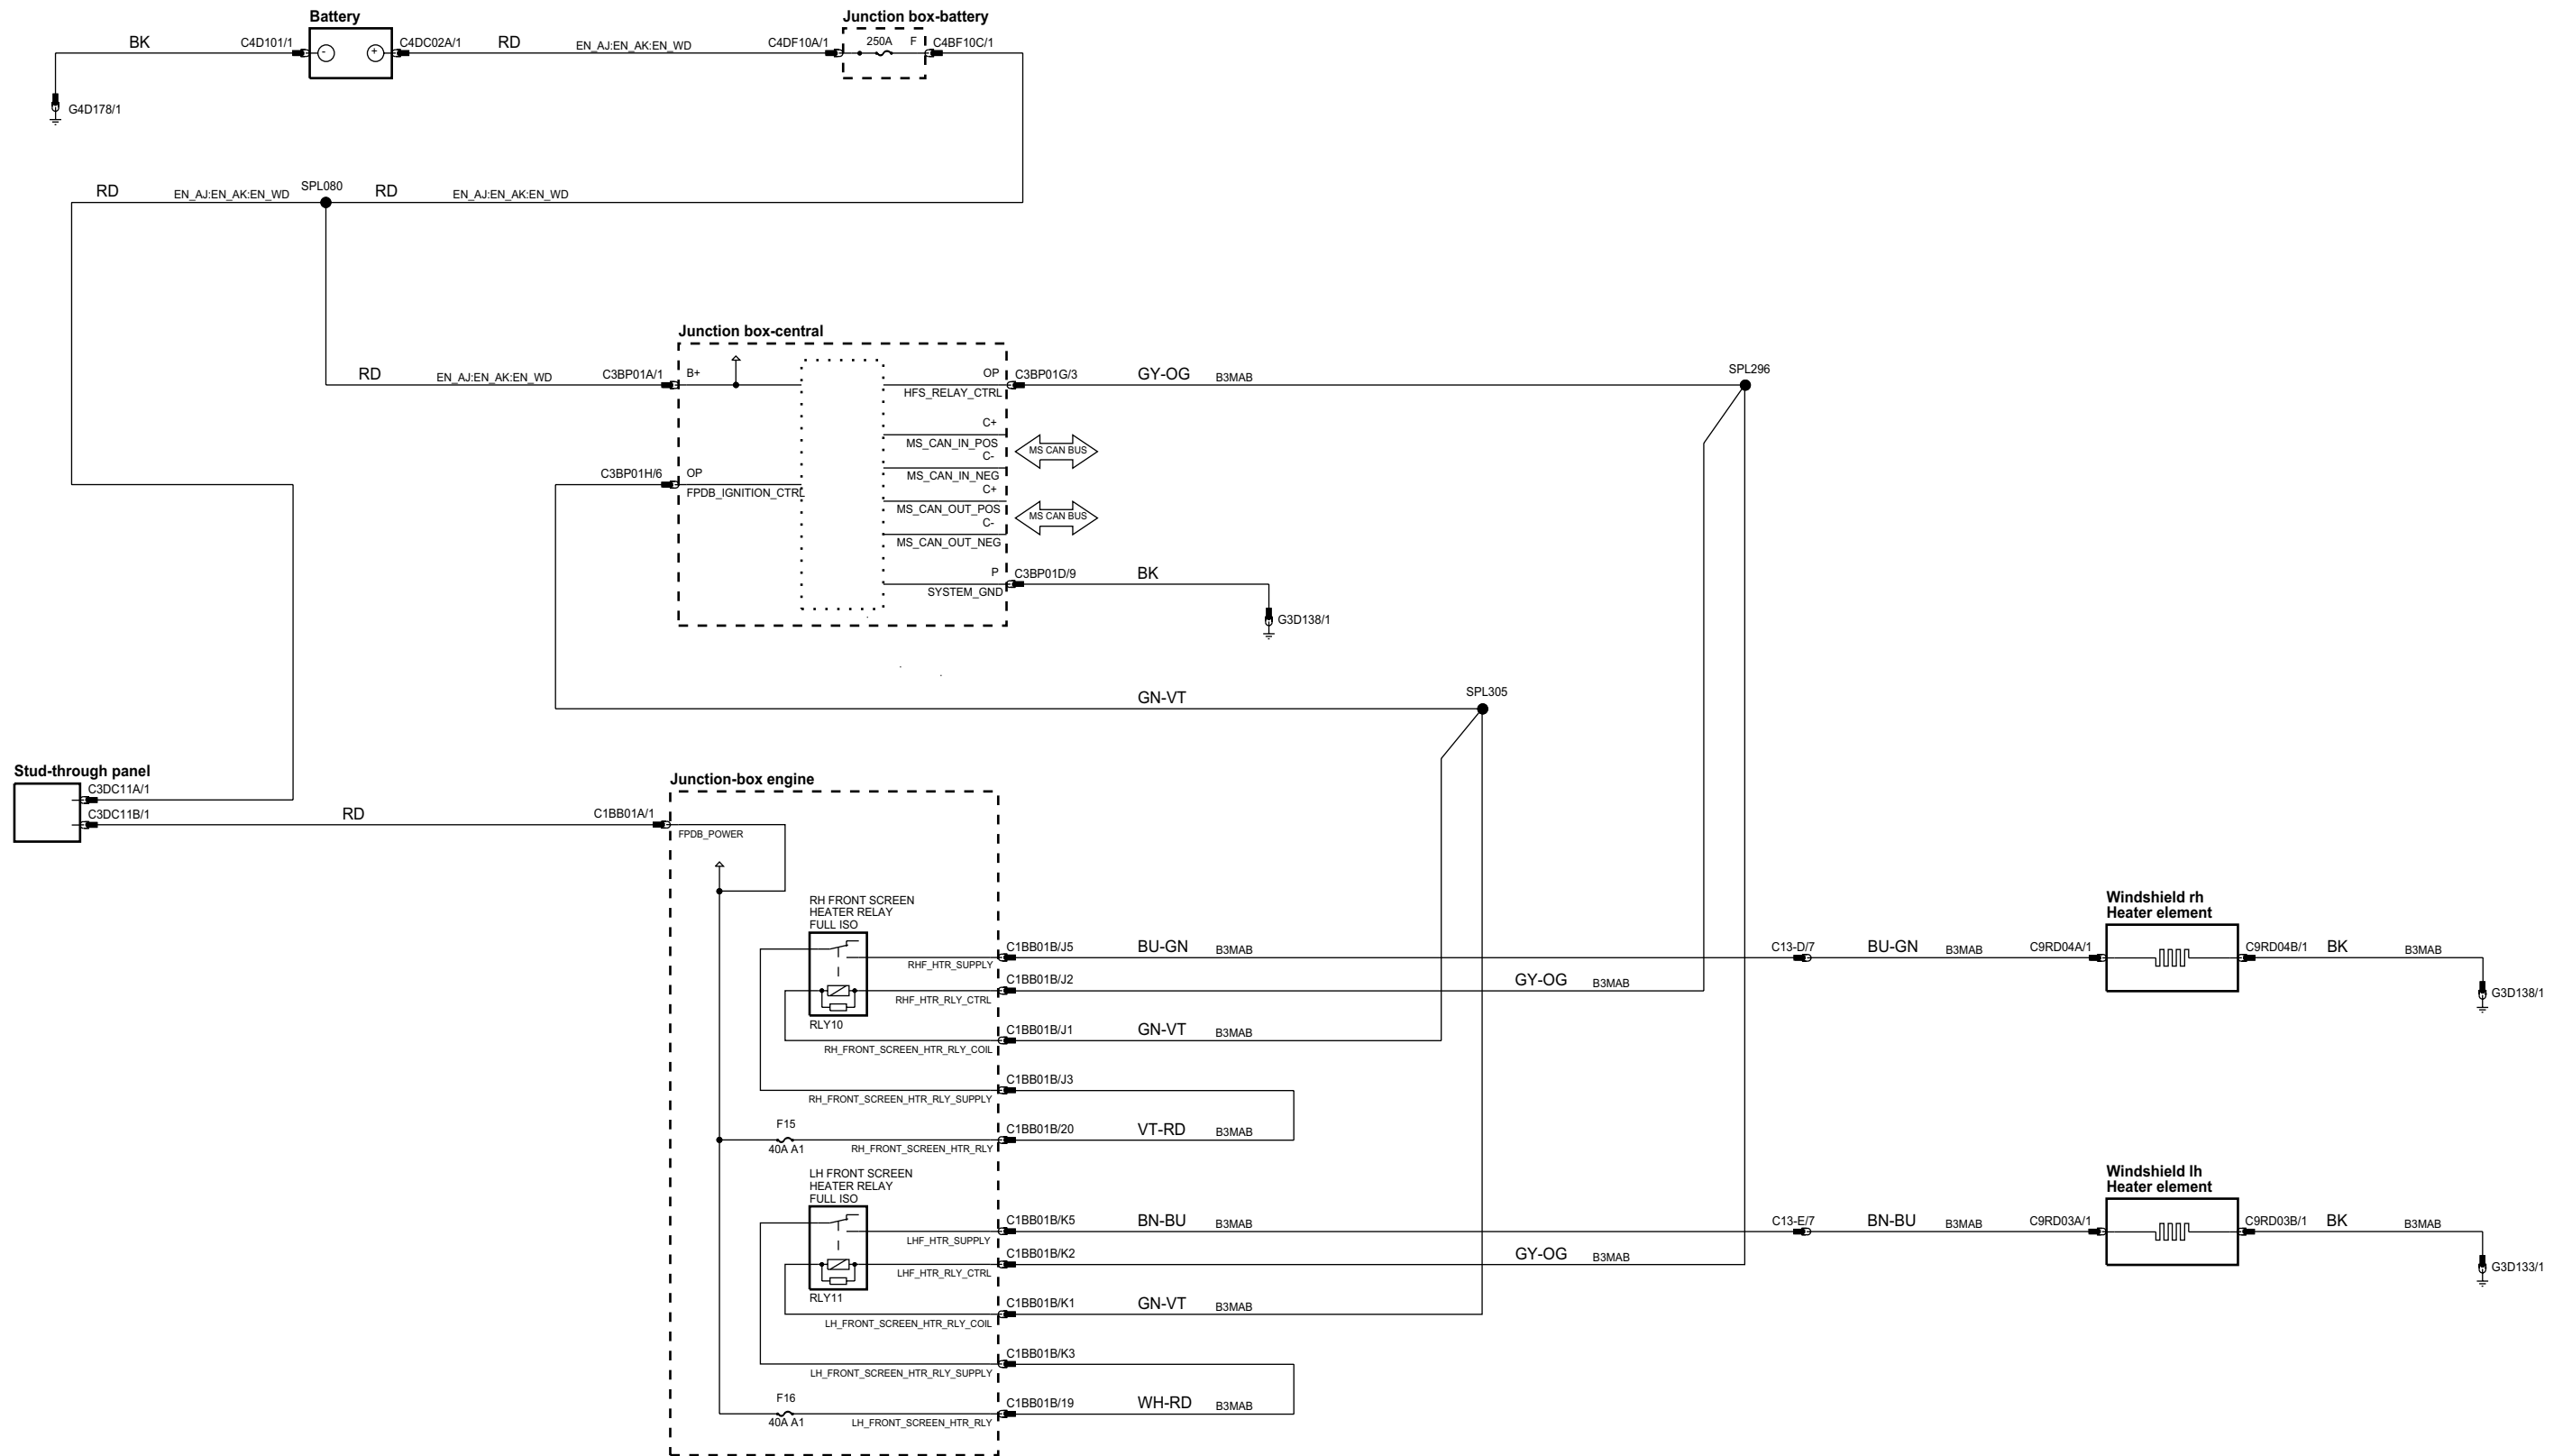 Battery
Junction box-battery
BK
C4D101/1
-
+
C4DC02A/1
RD
EN_AJ:EN_AK:EN_WD
C4DF10A/1
250A
F
C4BF10C/1
G4D178/1
RD
EN_AJ:EN_AK:EN_WD
SPL080
RD
EN_AJ:EN_AK:EN_WD
Junction box-central
RD
EN_AJ:EN_AK:EN_WD
C3BP01A/1
B+
OP
HFS_RELAY_CTRL
C3BP01G/3
GY-OG
B3MAB
SPL296
C+
MS_CAN_IN_POS
C-
MS_CAN_IN_NEG
MS CAN BUS
C3BP01H/6
OP
FPDB_IGNITION_CTRL
C+
MS_CAN_OUT_POS
C-
MS_CAN_OUT_NEG
MS CAN BUS
P
SYSTEM_GND
C3BP01D/9
BK
G3D138/1
GN-VT
SPL305
Stud-through panel
C3DC11A/1
C3DC11B/1
RD
Junction-box engine
C1BB01A/1
FPDB_POWER
RH FRONT SCREEN
HEATER RELAY
FULL ISO
RLY10
RHF_HTR_SUPPLY
C1BB01B/J5
BU-GN
B3MAB
C13-D/7
BU-GN
B3MAB
C9RD04A/1
Windshield rh
Heater element
C9RD04B/1
BK
B3MAB
G3D138/1
RHF_HTR_RLY_CTRL
C1BB01B/J2
GY-OG
B3MAB
RH_FRONT_SCREEN_HTR_RLY_COIL
C1BB01B/J1
GN-VT
B3MAB
RH_FRONT_SCREEN_HTR_RLY_SUPPLY
C1BB01B/J3
F15
40A A1
RH_FRONT_SCREEN_HTR_RLY
C1BB01B/20
VT-RD
B3MAB
LH FRONT SCREEN
HEATER RELAY
FULL ISO
RLY11
LHF_HTR_SUPPLY
C1BB01B/K5
BN-BU
B3MAB
C13-E/7
BN-BU
B3MAB
C9RD03A/1
Windshield lh
Heater element
C9RD03B/1
BK
B3MAB
G3D133/1
LHF_HTR_RLY_CTRL
C1BB01B/K2
GY-OG
B3MAB
LH_FRONT_SCREEN_HTR_RLY_COIL
C1BB01B/K1
GN-VT
B3MAB
LH_FRONT_SCREEN_HTR_RLY_SUPPLY
C1BB01B/K3
F16
40A A1
LH_FRONT_SCREEN_HTR_RLY
C1BB01B/19
WH-RD
B3MAB